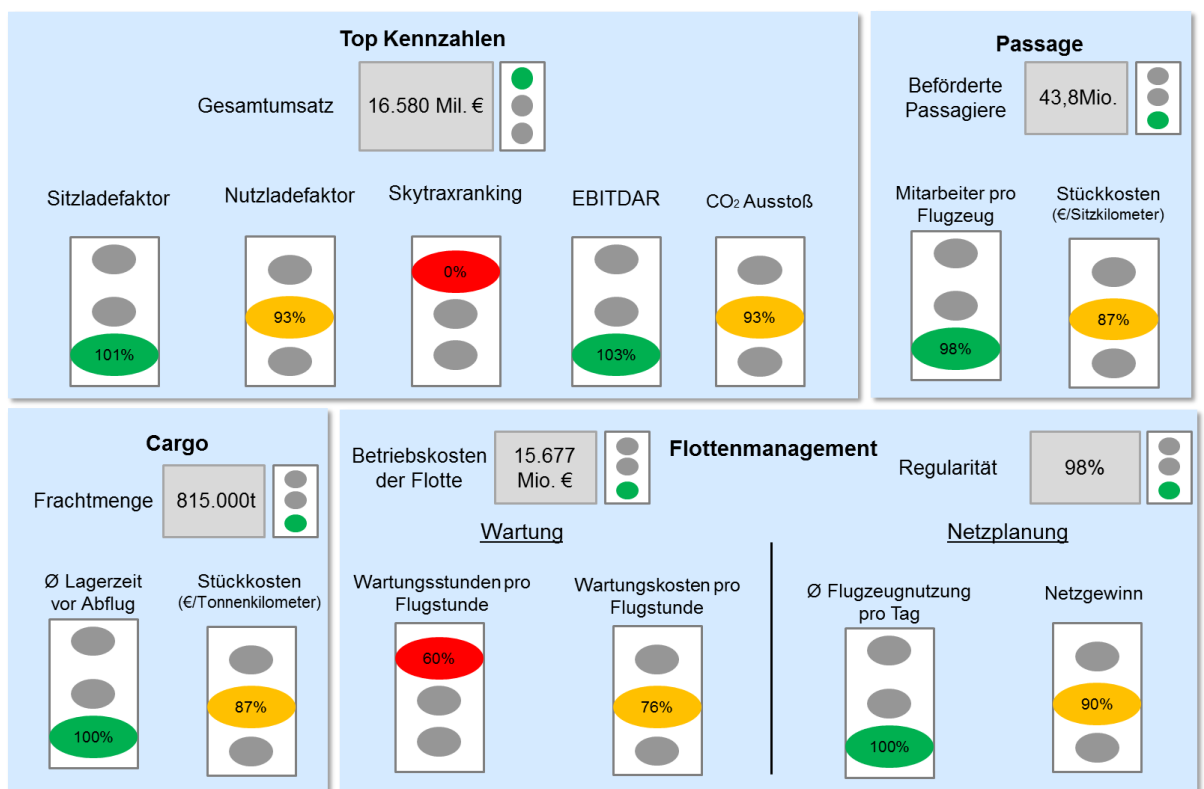 Top Kennzahlen
Gesamtumsatz
16.580 Mil. €
Sitzladefaktor
Nutzladefaktor
Skytraxranking
EBITDAR
CO₂ Ausstoß
101%
93%
0%
103%
93%
Passage
Beförderte
Passagiere
43,8Mio.
Mitarbeiter pro
Flugzeug
Stückkosten
(€/Sitzkilometer)
98%
87%
Cargo
Frachtmenge
815.000t
Ø Lagerzeit
vor Abflug
Stückkosten
(€/Tonnenkilometer)
100%
87%
Flottenmanagement
Betriebskosten
der Flotte
15.677
Mio. €
Regularität
98%
Wartung
Wartungsstunden pro
Flugstunde
Wartungskosten pro
Flugstunde
60%
76%
Netzplanung
Ø Flugzeugnutzung
pro Tag
Netzgewinn
100%
90%